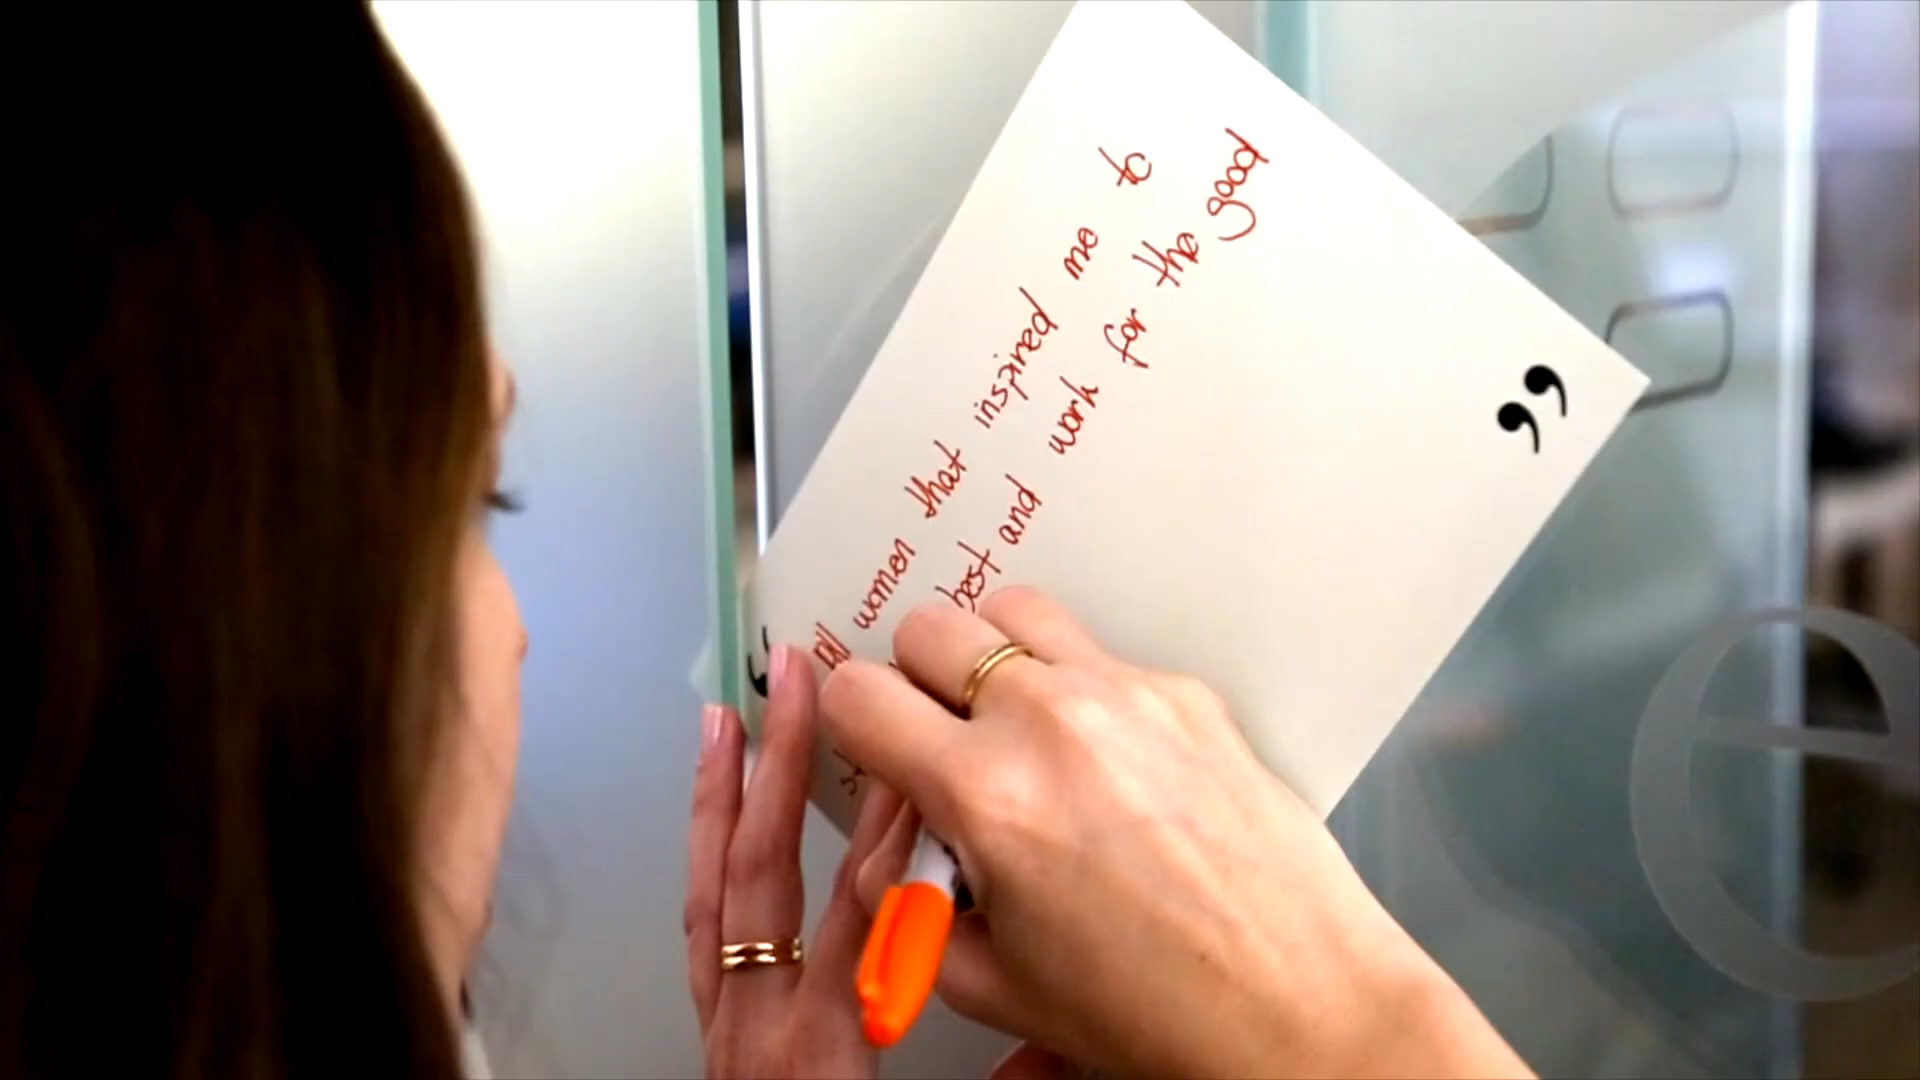 “
all women that inspired me to
best and work for the good
”
e